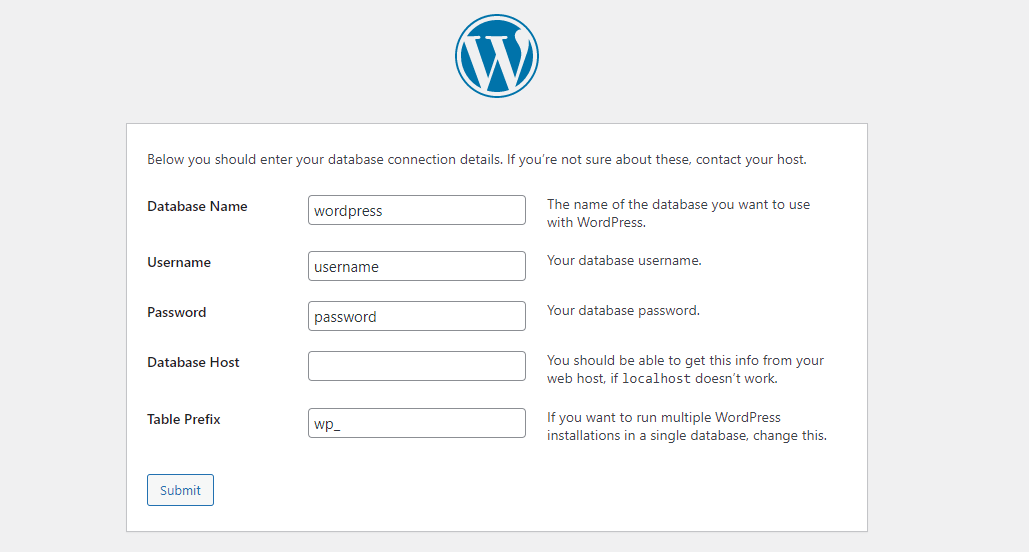 Below you should enter your database connection details. If you’re not sure about these, contact your host.
Database Name
wordpress
The name of the database you want to use
with WordPress.
Username
username
Your database username.
Password
password
Your database password.
Database Host
You should be able to get this info from your
web host, if localhost doesn’t work.
Table Prefix
wp_
If you want to run multiple WordPress
installations in a single database, change this.
Submit